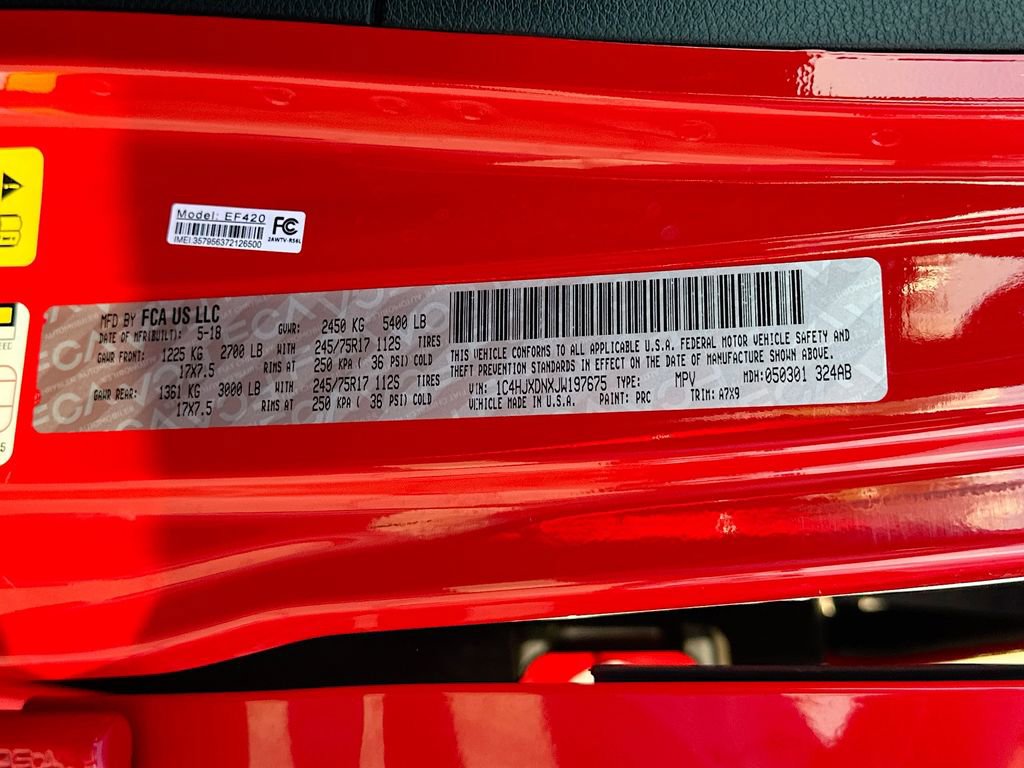 Model: EF420
IMEI:357956372126500
FC
2AWTV-RS6L
MFD BY FCA US LLC
DATE OF MFR(BUILT): 5-18 GVWR: 2450 KG 5400 LB
GAWR FRONT: 1225 KG 2700 LB WITH 245/75R17 112S TIRES
17X7.5 RIMS AT 250 KPA ( 36 PSI) COLD
GAWR REAR: 1361 KG 3000 LB WITH 245/75R17 112S TIRES
17X7.5 RIMS AT 250 KPA ( 36 PSI) COLD
THIS VEHICLE CONFORMS TO ALL APPLICABLE U.S.A. FEDERAL MOTOR VEHICLE SAFETY AND
THEFT PREVENTION STANDARDS IN EFFECT ON THE DATE OF MANUFACTURE SHOWN ABOVE.
VIN: 1C4HJXDNXJW197675 TYPE: MPV MDH:050301 324AB
VEHICLE MADE IN U.S.A. PAINT: PRC TRIM: A7X9